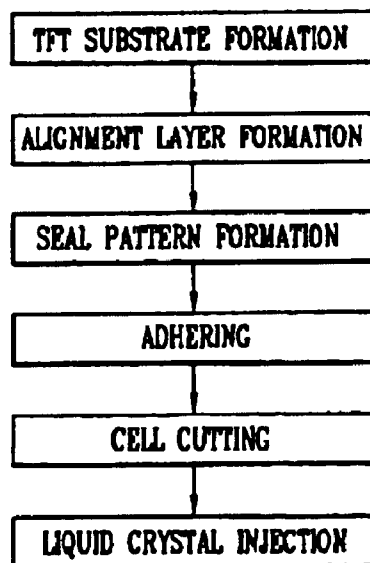 TFT SUBSTRATE FORMATION
ALIGNMENT LAYER FORMATION
SEAL PATTERN FORMATION
ADHERING
CELL CUTTING
LIQUID CRYSTAL INJECTION